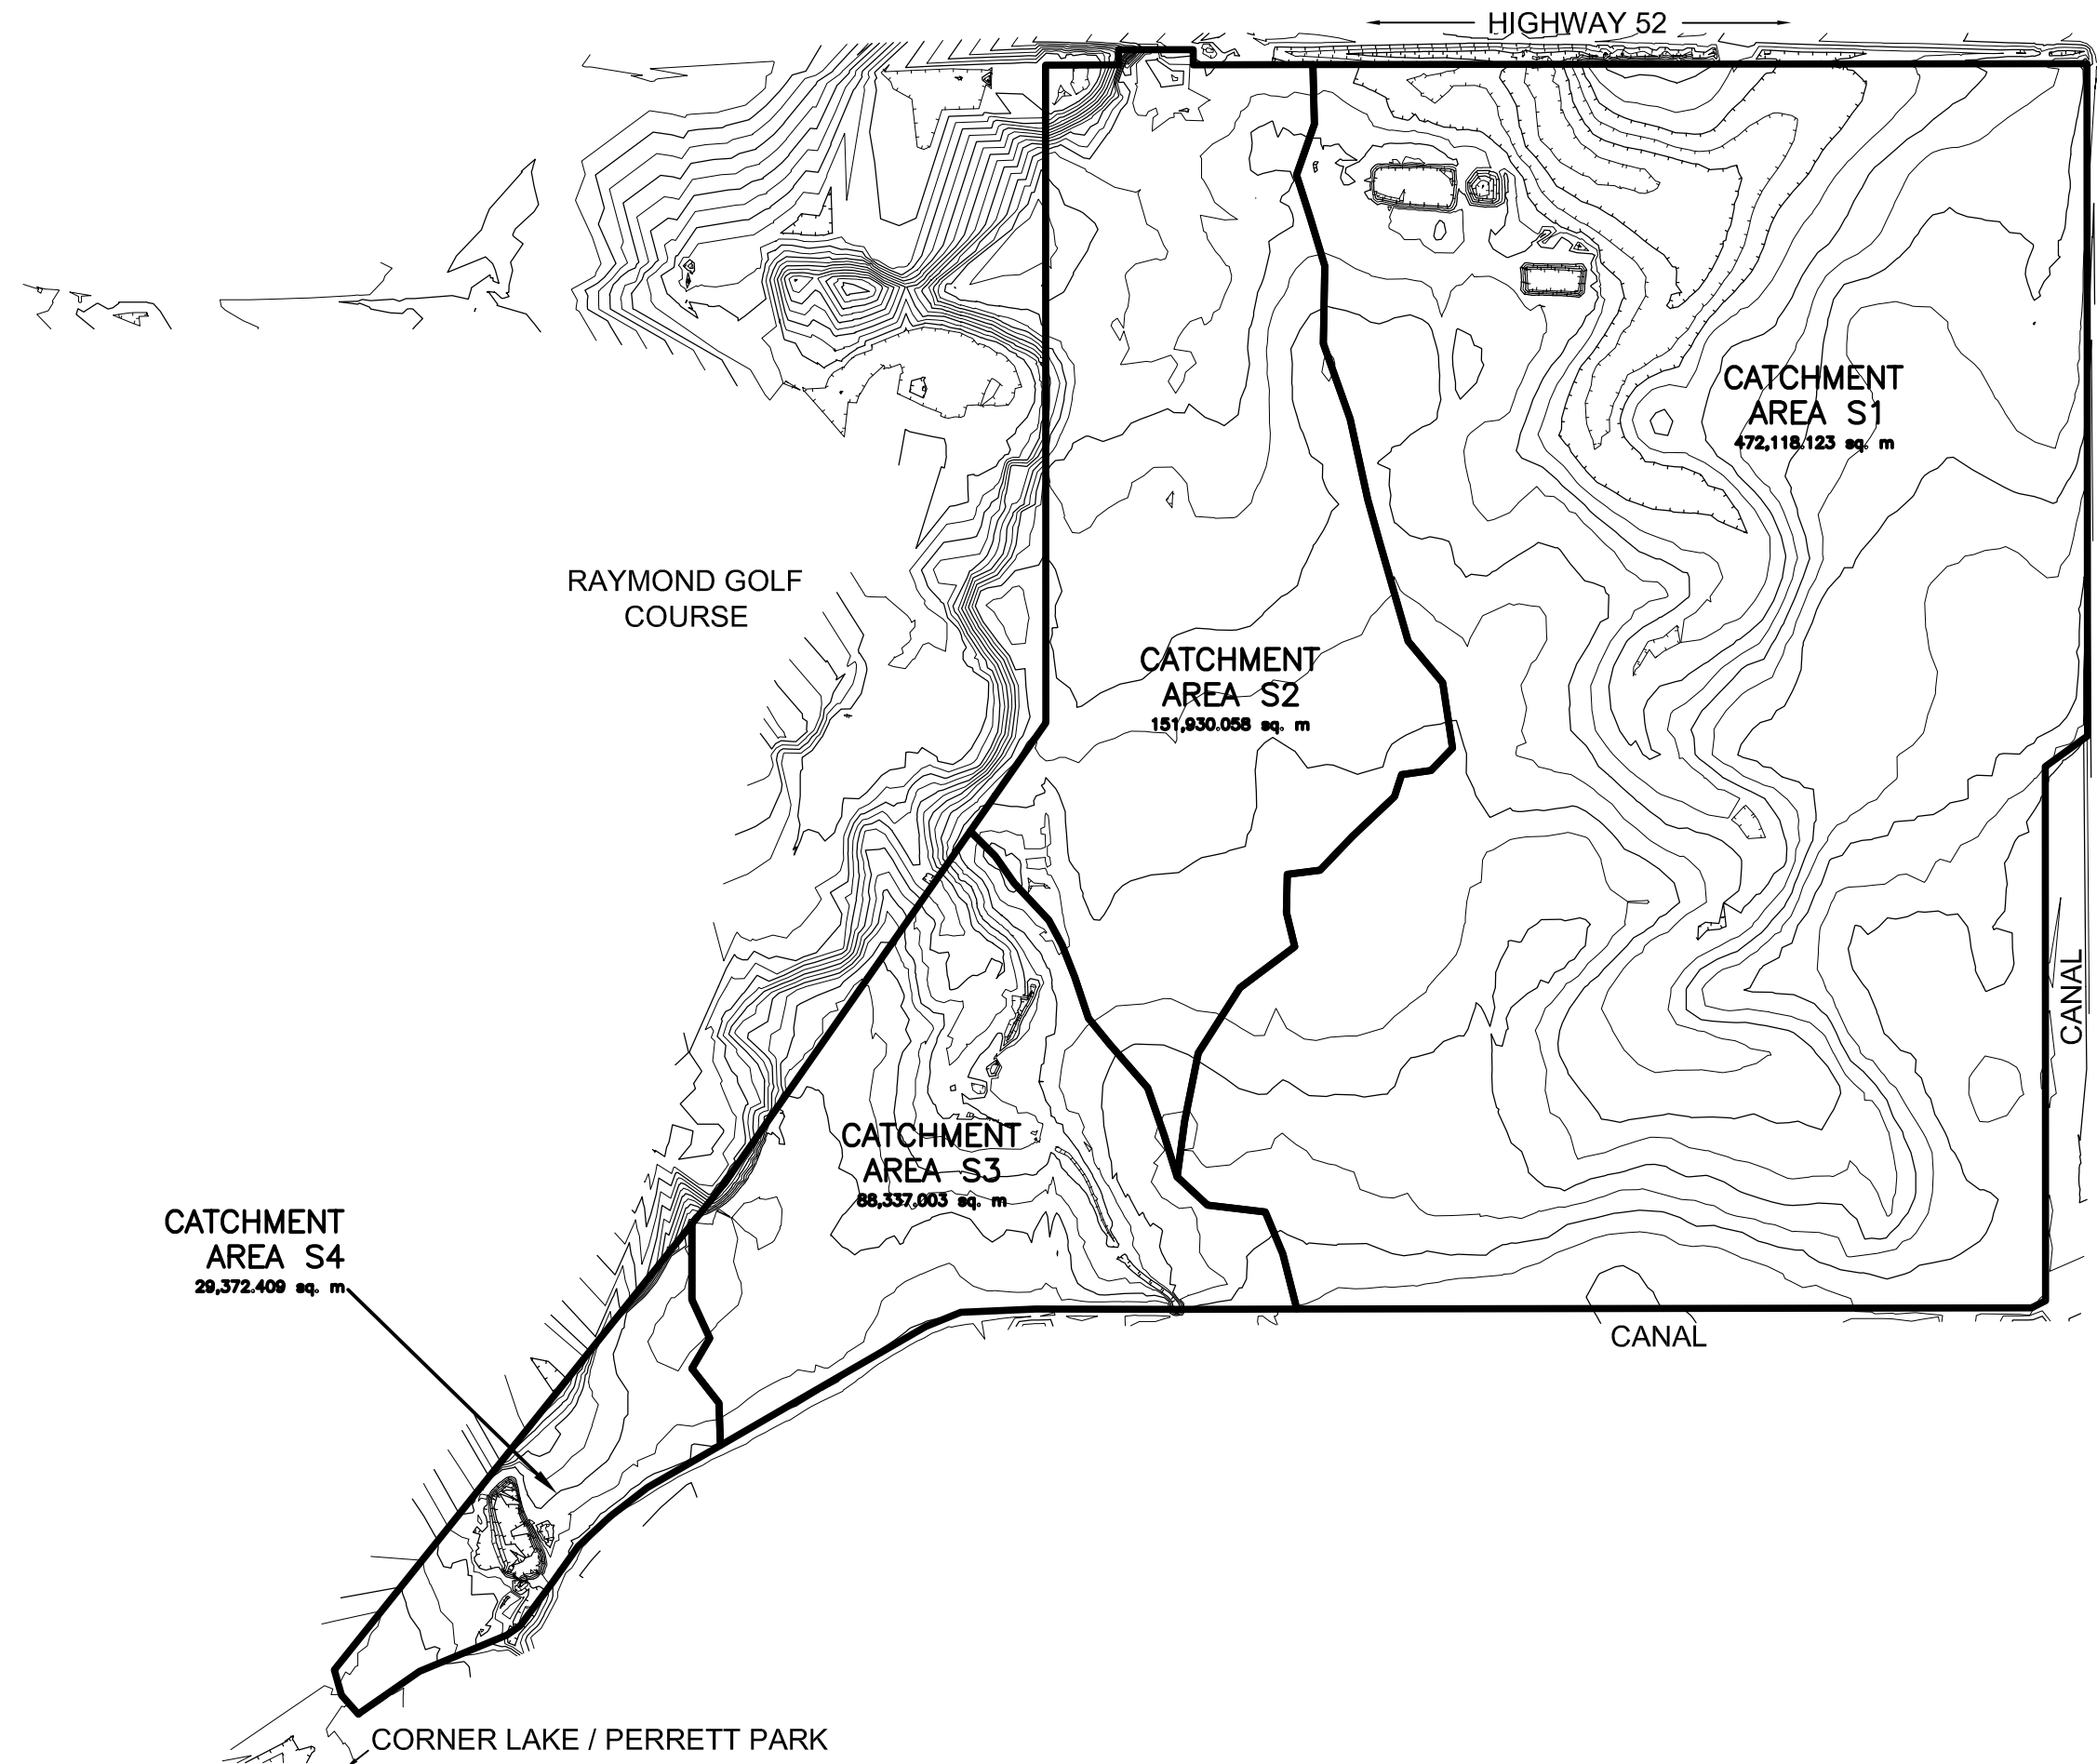 HIGHWAY 52
CATCHMENT
AREA S1
472,118.123 sq. m
RAYMOND GOLF
COURSE
CATCHMENT
AREA S2
151,930.058 sq. m
CANAL
CATCHMENT
AREA S3
88,337.003 sq. m
CATCHMENT
AREA S4
29,372.409 sq. m
CANAL
CORNER LAKE / PERRETT PARK